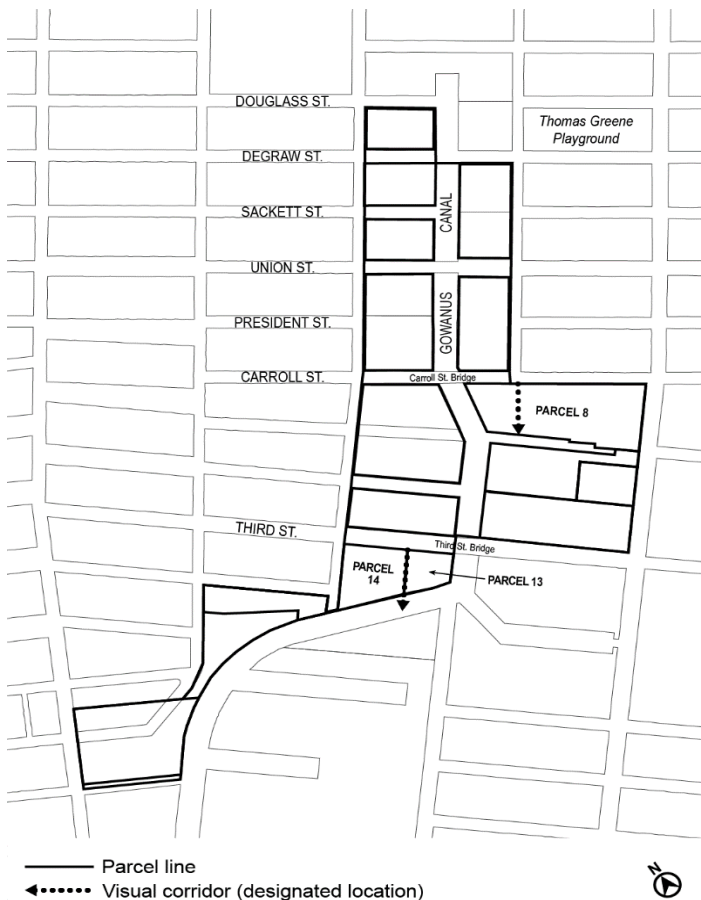 DOUGLASS ST.
Thomas Greene
Playground
DEGRAW ST.
SACKETT ST.
CANAL
UNION ST.
GOWANUS
PRESIDENT ST.
CARROLL ST.
Carroll St. Bridge
PARCEL 8
THIRD ST.
Third St. Bridge
PARCEL
14
PARCEL 13
Parcel line
Visual corridor (designated location)
N